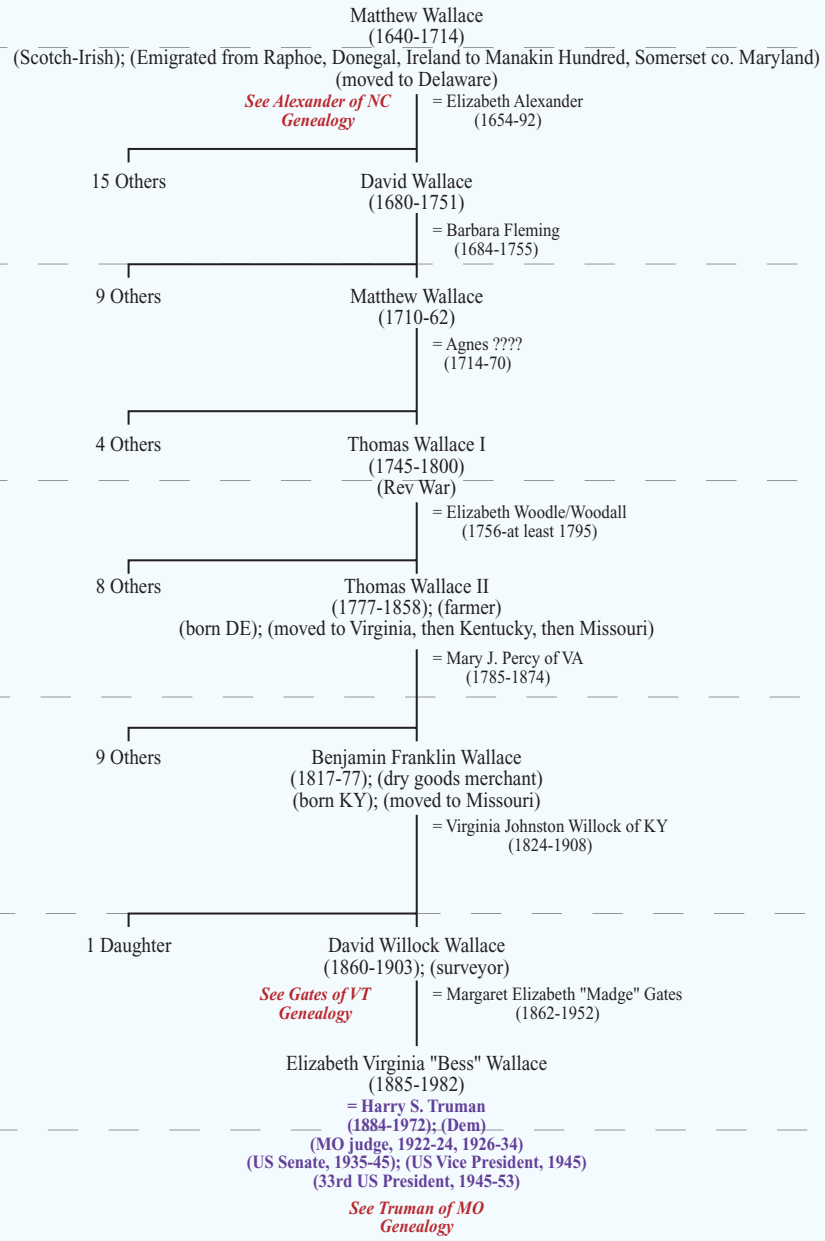 Matthew Wallace
(1640-1714)
(Scotch-Irish); (Emigrated from Raphoe, Donegal, Ireland to Manakin Hundred, Somerset co. Maryland)
(moved to Delaware)
See Alexander of NC
Genealogy
= Elizabeth Alexander
(1654-92)
15 Others
David Wallace
(1680-1751)
= Barbara Fleming
(1684-1755)
9 Others
Matthew Wallace
(1710-62)
= Agnes ????
(1714-70)
4 Others
Thomas Wallace I
(1745-1800)
(Rev War)
= Elizabeth Woodle/Woodall
(1756-at least 1795)
8 Others
Thomas Wallace II
(1777-1858); (farmer)
(born DE); (moved to Virginia, then Kentucky, then Missouri)
= Mary J. Percy of VA
(1785-1874)
9 Others
Benjamin Franklin Wallace
(1817-77); (dry goods merchant)
(born KY); (moved to Missouri)
= Virginia Johnston Willock of KY
(1824-1908)
1 Daughter
David Willock Wallace
(1860-1903); (surveyor)
See Gates of VT
Genealogy
= Margaret Elizabeth "Madge" Gates
(1862-1952)
Elizabeth Virginia "Bess" Wallace
(1885-1982)
= Harry S. Truman
(1884-1972); (Dem)
(MO judge, 1922-24, 1926-34)
(US Senate, 1935-45); (US Vice President, 1945)
(33rd US President, 1945-53)
See Truman of MO
Genealogy